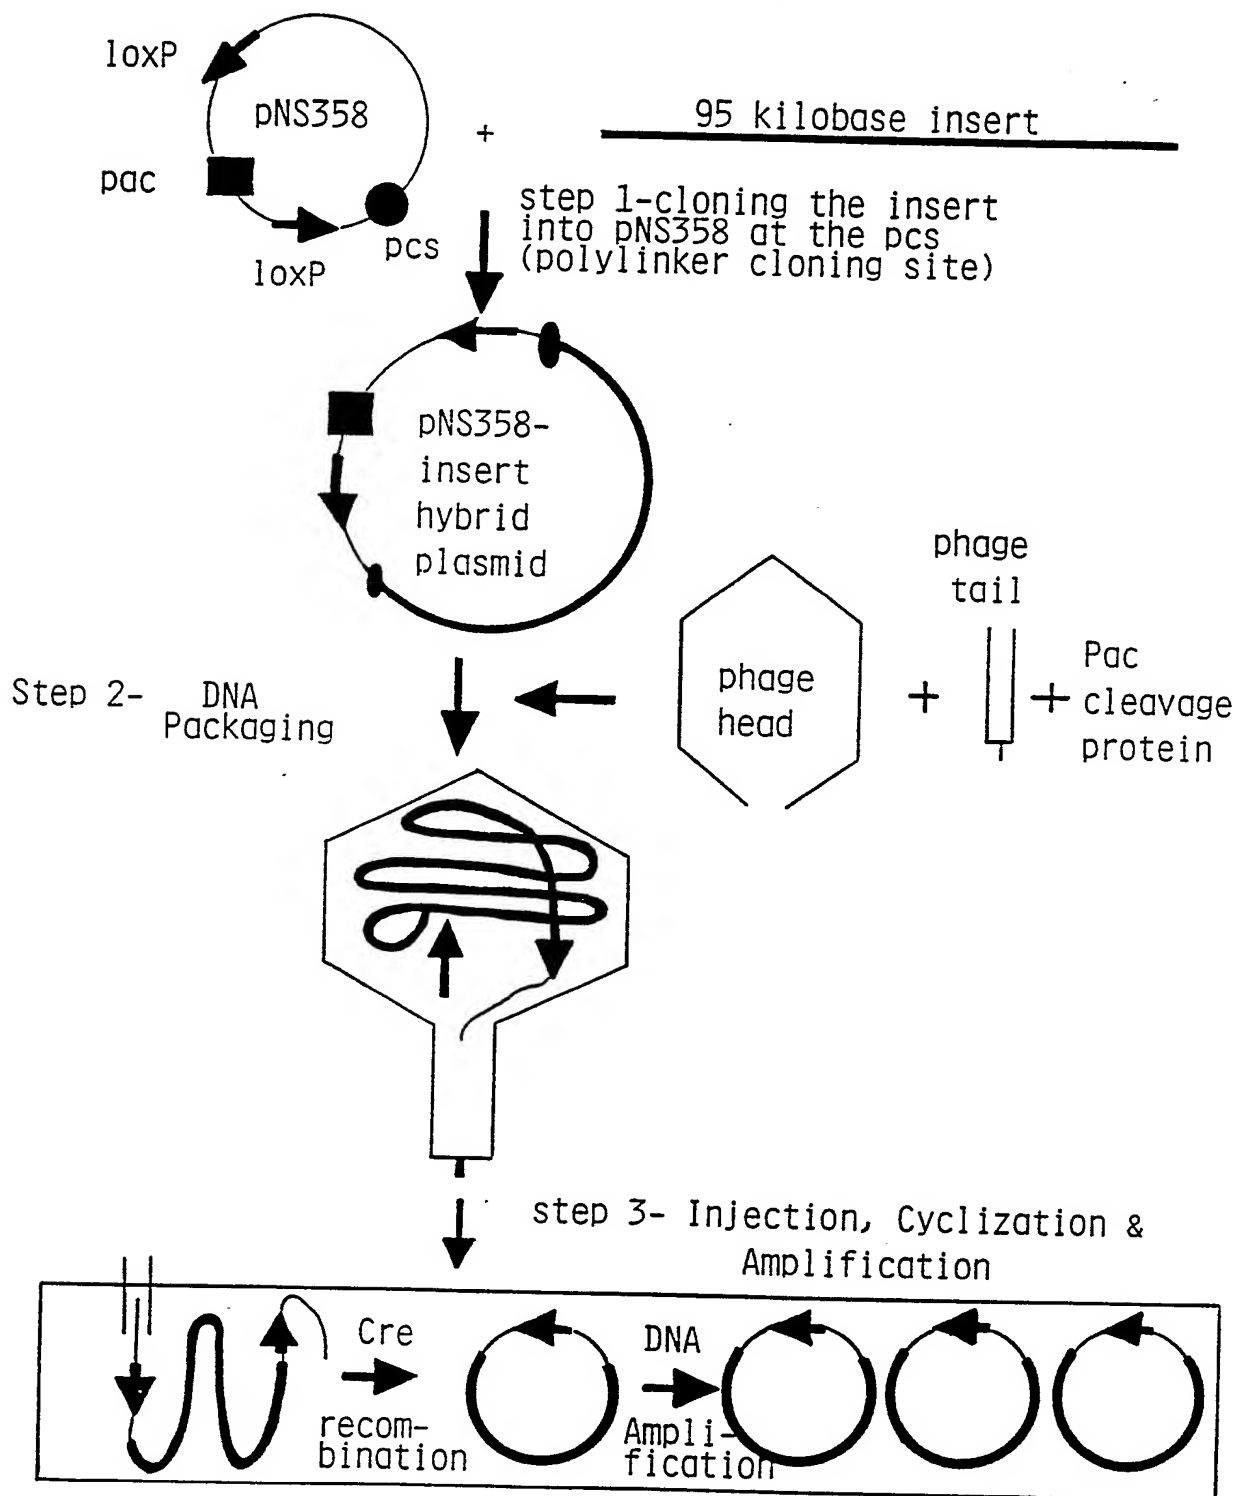 loxP
pNS358
+
95 kilobase insert
pac
step 1-cloning the insert
into pNS358 at the pcs
(polylinker cloning site)
pcs
loxP
pNS358-
insert
hybrid
plasmid
phage
tail
phage
head
+
+
Pac
cleavage
protein
Step 2- DNA
Packaging
step 3- Injection, Cyclization &
Amplification
Cre
recom-
bination
DNA
Ampli-
fication